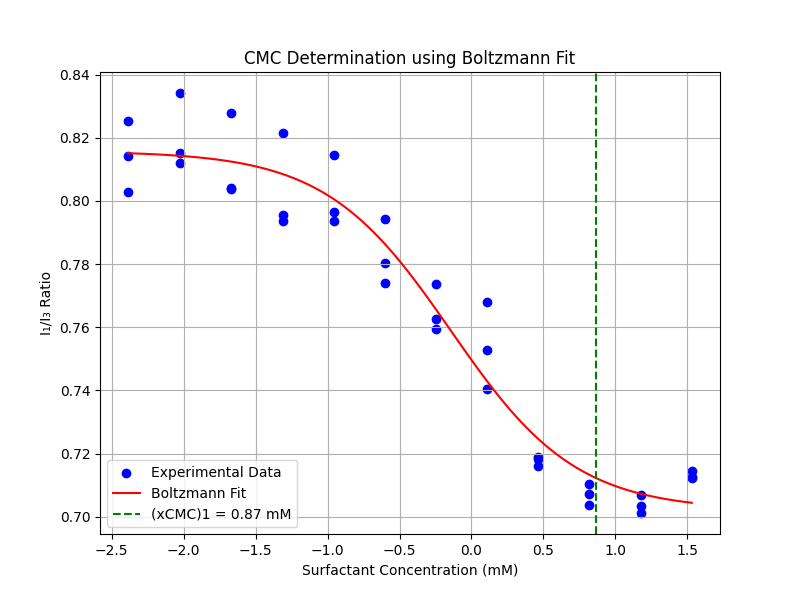 CMC Determination using Boltzmann Fit
I₁/I₃ Ratio
0.84
0.82
0.80
0.78
0.76
0.74
0.72
0.70
Experimental Data
Boltzmann Fit
(xCMC)1 = 0.87 mM
−2.5 −2.0 −1.5 −1.0 −0.5 0.0 0.5 1.0 1.5
Surfactant Concentration (mM)